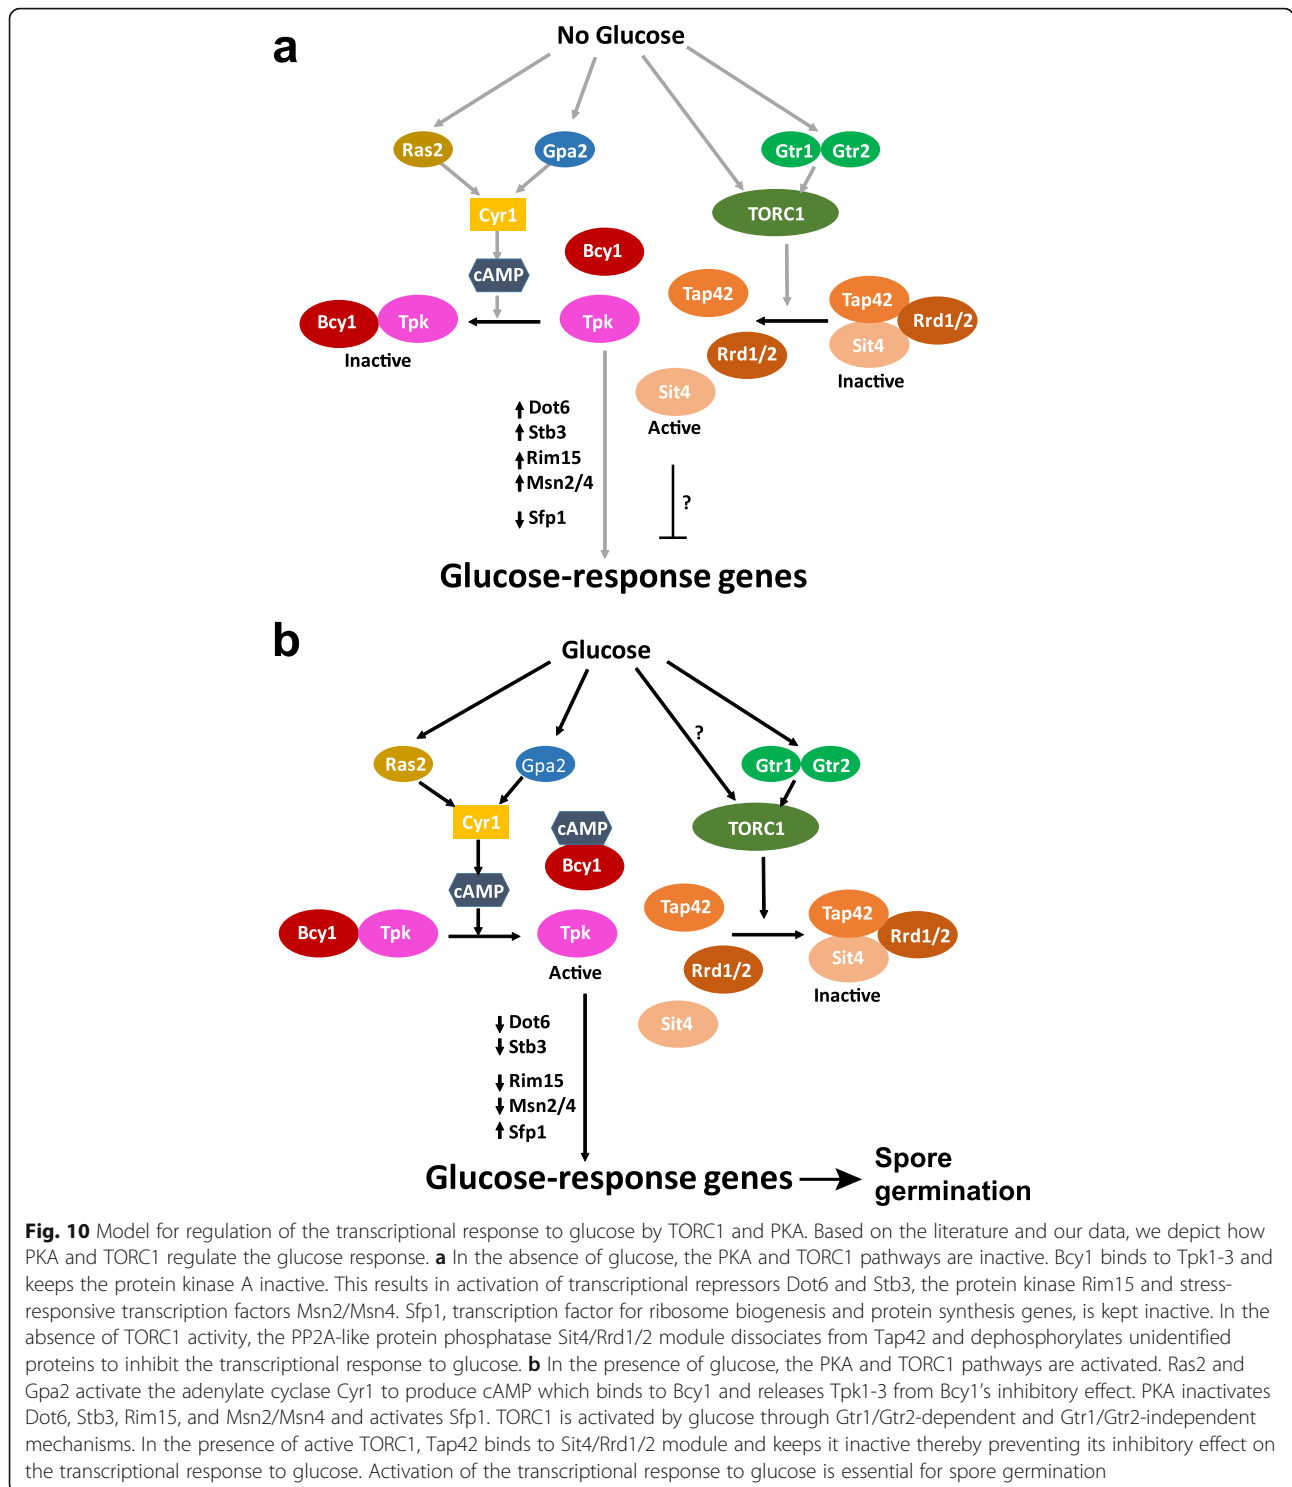 a
No Glucose
Ras2
Gpa2
Gtr1
Gtr2
Cyr1
TORC1
Bcy1
cAMP
Tap42
Tap42
Bcy1
Tpk
Tpk
Rrd1/2
Sit4
Rrd1/2
Inactive
Inactive
Sit4
Active
Dot6
Stb3
Rim15
Msn2/4
?
Sfp1
Glucose-response genes
b
Glucose
?
Ras2
Gpa2
Gtr1
Gtr2
Cyr1
cAMP
TORC1
Bcy1
cAMP
Tap42
Tap42
Bcy1
Tpk
Tpk
Rrd1/2
Sit4
Active
Rrd1/2
Inactive
Sit4
Dot6
Stb3
Rim15
Msn2/4
Sfp1
Glucose-response genes
Spore
germination
Fig. 10 Model for regulation of the transcriptional response to glucose by TORC1 and PKA. Based on the literature and our data, we depict how
PKA and TORC1 regulate the glucose response. a In the absence of glucose, the PKA and TORC1 pathways are inactive. Bcy1 binds to Tpk1-3 and
keeps the protein kinase A inactive. This results in activation of transcriptional repressors Dot6 and Stb3, the protein kinase Rim15 and stress-
responsive transcription factors Msn2/Msn4. Sfp1, transcription factor for ribosome biogenesis and protein synthesis genes, is kept inactive. In the
absence of TORC1 activity, the PP2A-like protein phosphatase Sit4/Rrd1/2 module dissociates from Tap42 and dephosphorylates unidentified
proteins to inhibit the transcriptional response to glucose. b In the presence of glucose, the PKA and TORC1 pathways are activated. Ras2 and
Gpa2 activate the adenylate cyclase Cyr1 to produce cAMP which binds to Bcy1 and releases Tpk1-3 from Bcy1's inhibitory effect. PKA inactivates
Dot6, Stb3, Rim15, and Msn2/Msn4 and activates Sfp1. TORC1 is activated by glucose through Gtr1/Gtr2-dependent and Gtr1/Gtr2-independent
mechanisms. In the presence of active TORC1, Tap42 binds to Sit4/Rrd1/2 module and keeps it inactive thereby preventing its inhibitory effect on
the transcriptional response to glucose. Activation of the transcriptional response to glucose is essential for spore germination